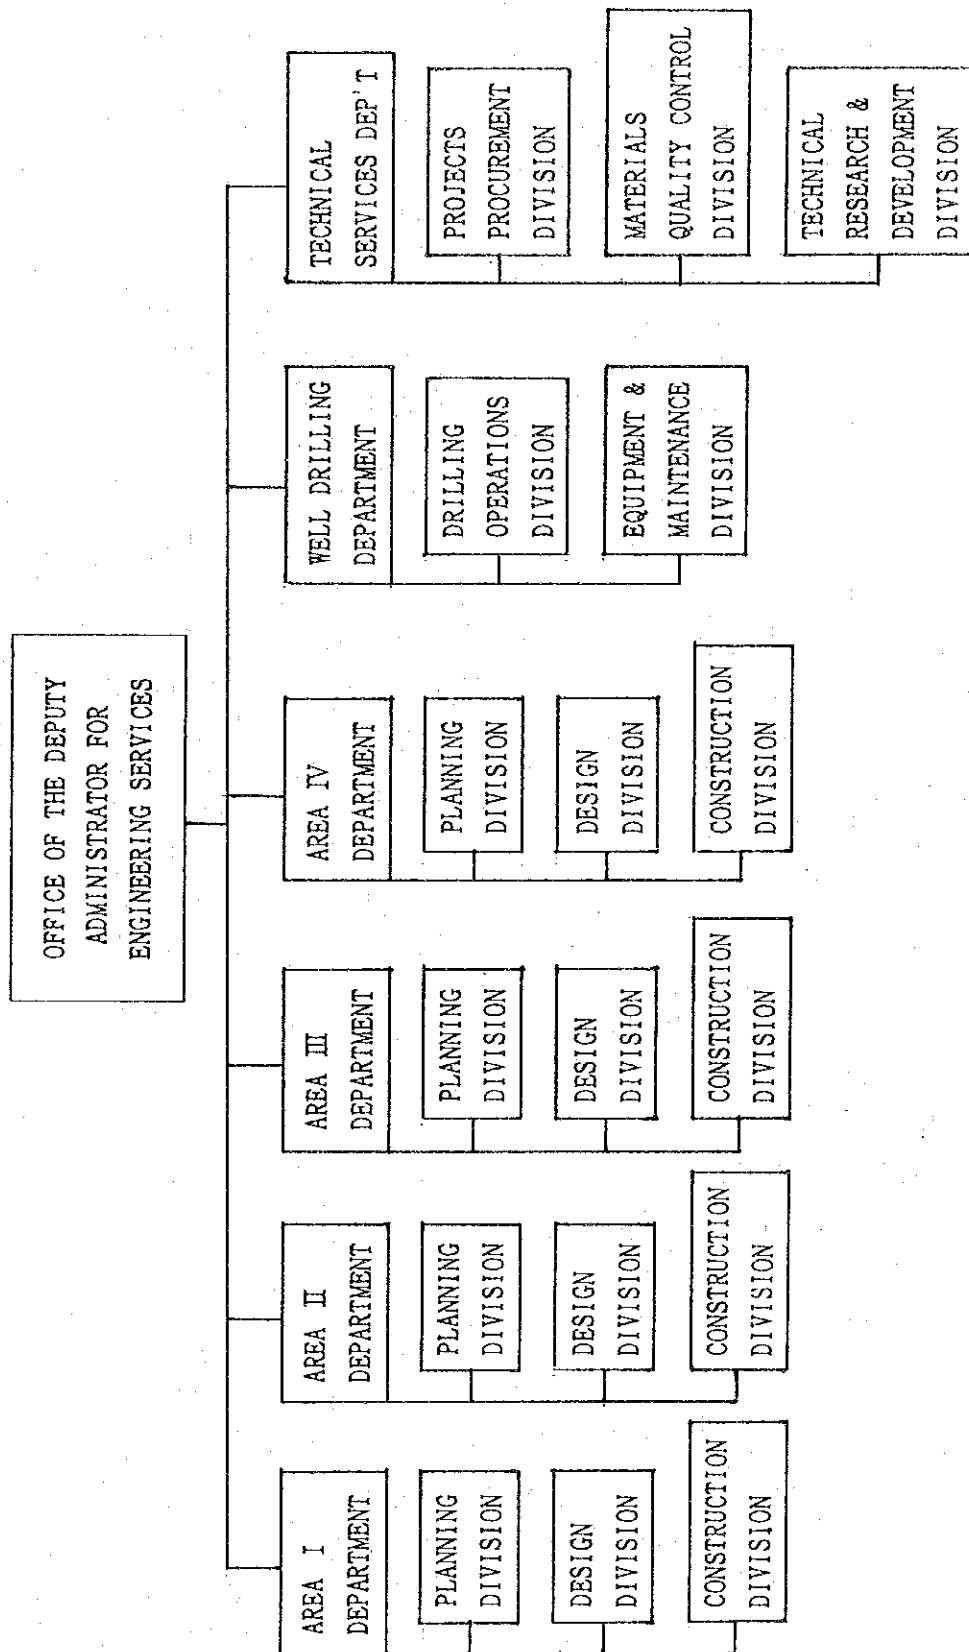 OFFICE OF THE DEPUTY
ADMINISTRATOR FOR
ENGINEERING SERVICES
AREA I
DEPARTMENT
PLANNING
DIVISION
DESIGN
DIVISION
CONSTRUCTION
DIVISION
AREA II
DEPARTMENT
PLANNING
DIVISION
DESIGN
DIVISION
CONSTRUCTION
DIVISION
AREA III
DEPARTMENT
PLANNING
DIVISION
DESIGN
DIVISION
CONSTRUCTION
DIVISION
AREA IV
DEPARTMENT
PLANNING
DIVISION
DESIGN
DIVISION
CONSTRUCTION
DIVISION
WELL DRILLING
DEPARTMENT
DRILLING
OPERATIONS
DIVISION
EQUIPMENT &
MAINTENANCE
DIVISION
TECHNICAL
SERVICES DEP'T
PROJECTS
PROCUREMENT
DIVISION
MATERIALS
QUALITY CONTROL
DIVISION
TECHNICAL
RESEARCH &
DEVELOPMENT
DIVISION